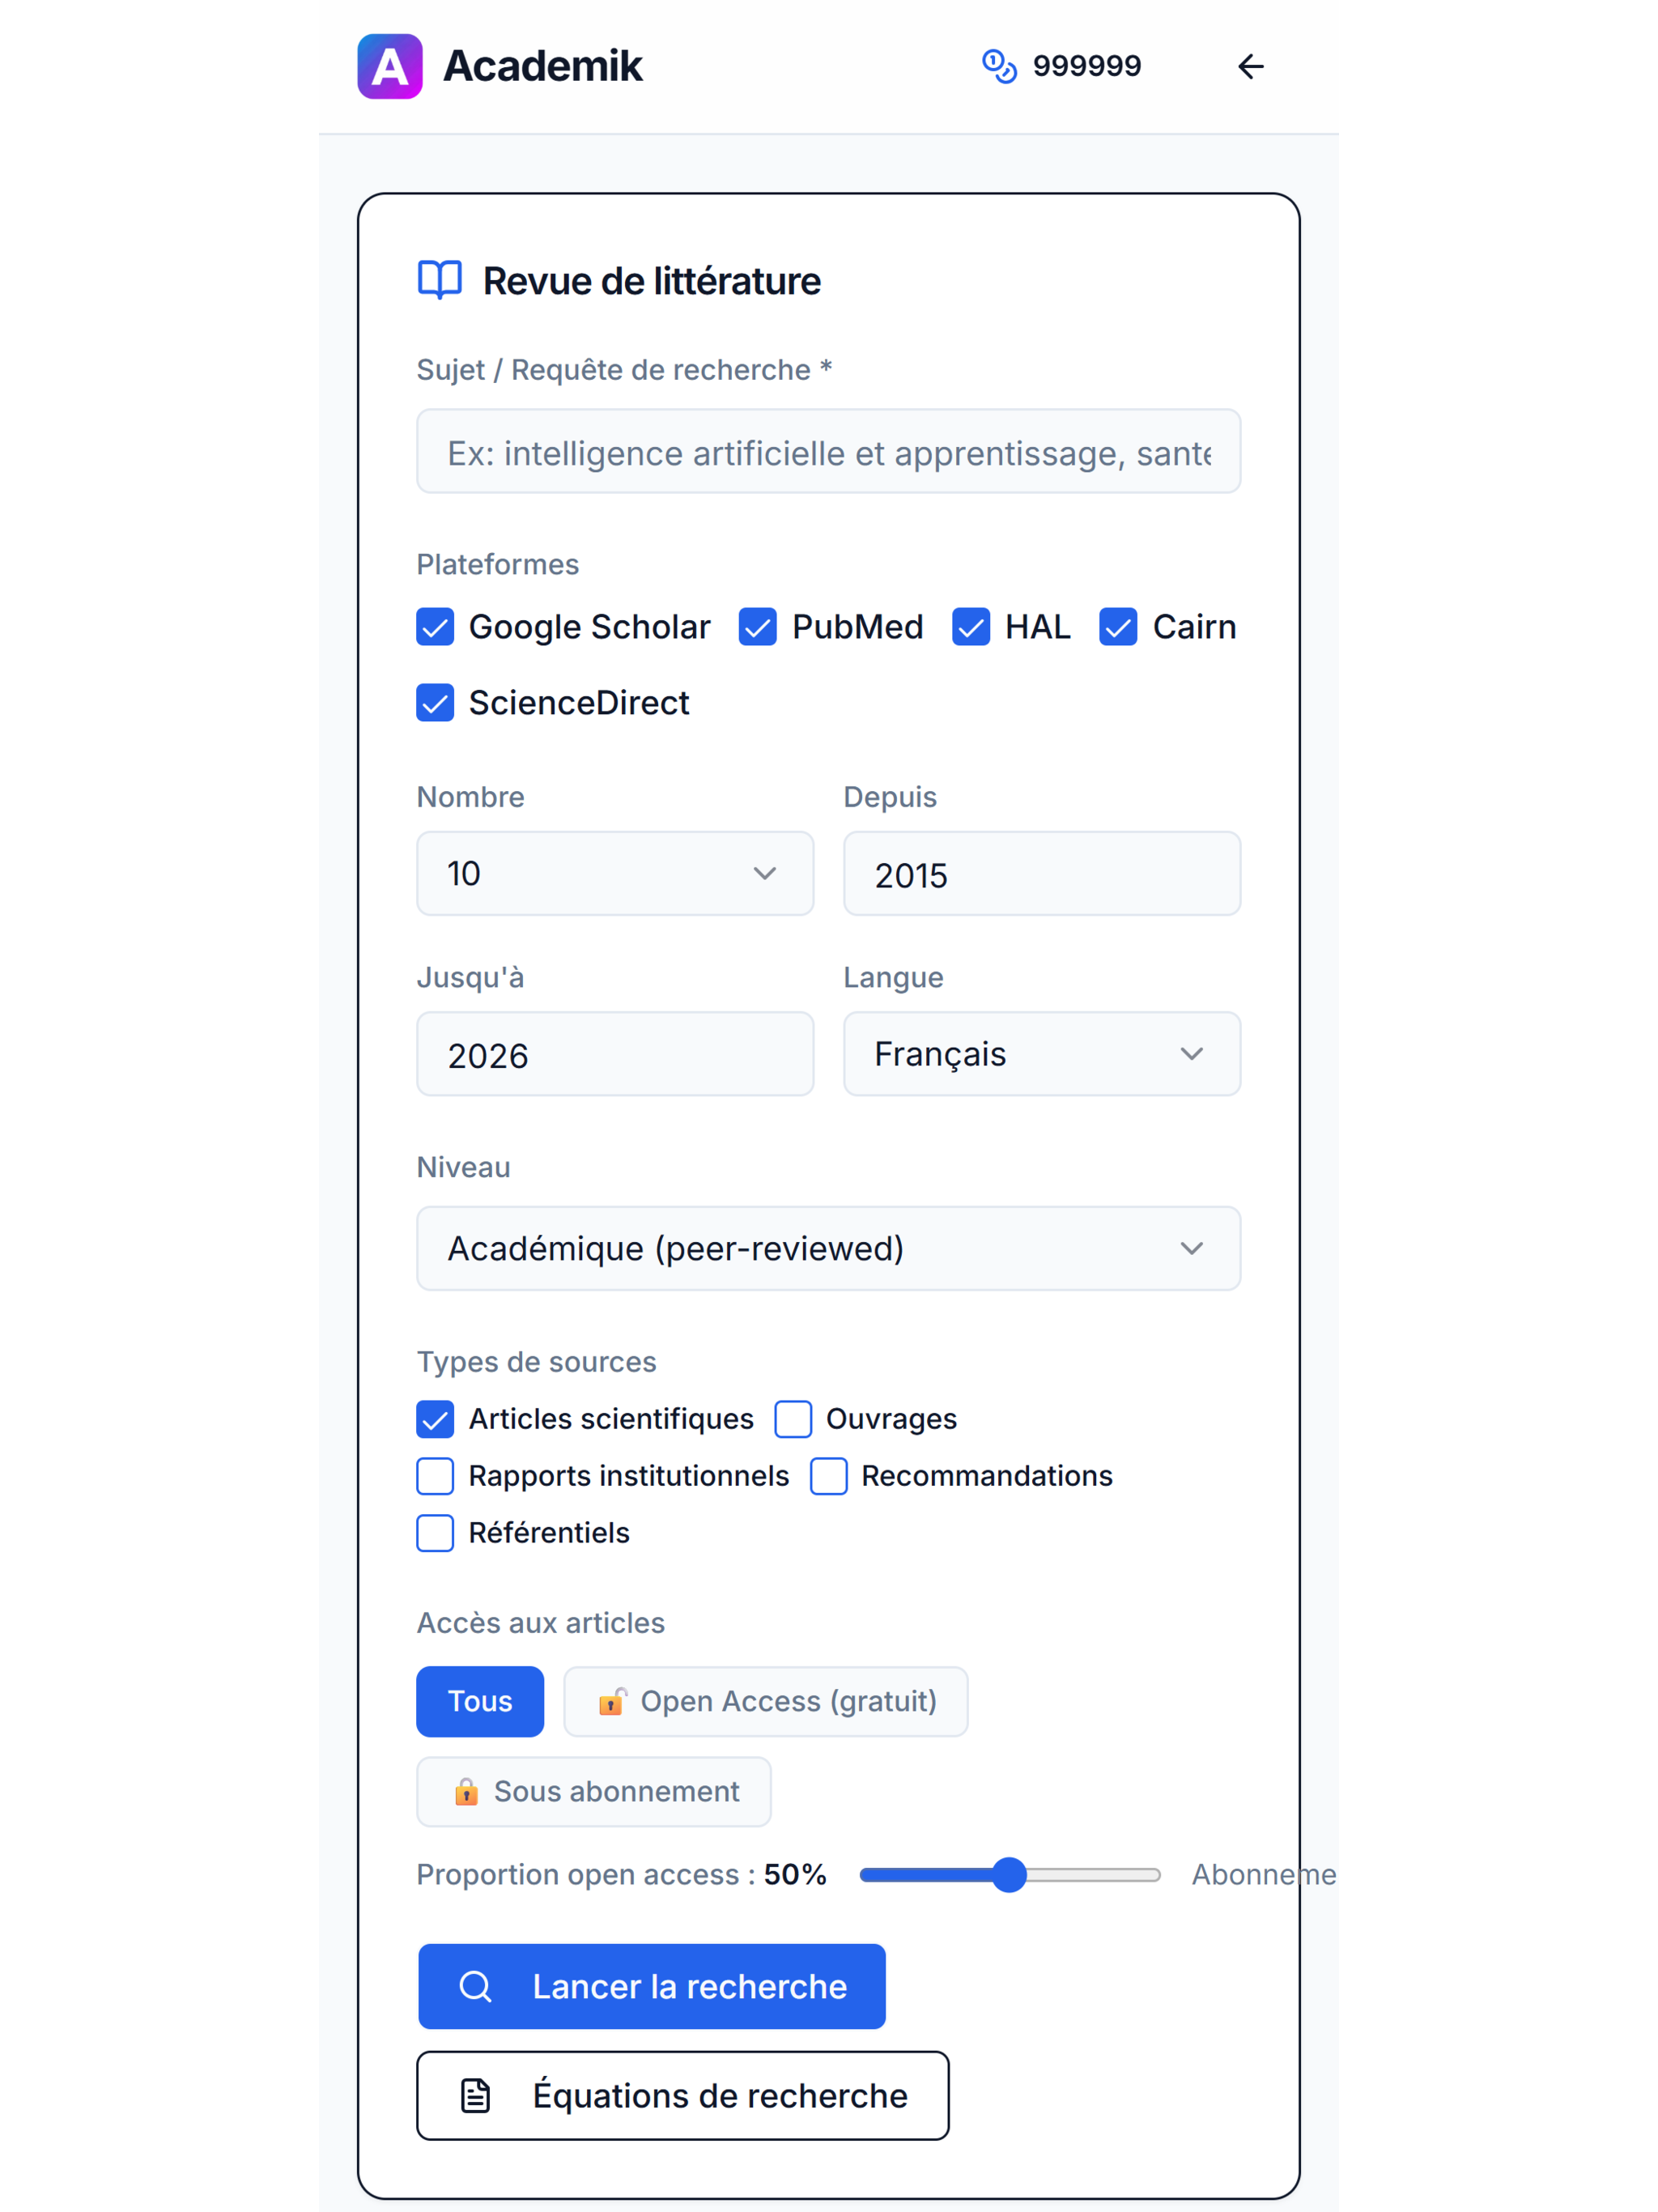 A Academik 999999
Revue de littérature
Sujet / Requête de recherche *
Ex: intelligence artificielle et apprentissage, santé
Plateformes
Google Scholar PubMed HAL Cairn
ScienceDirect
Nombre Depuis
10 2015
Jusqu'à Langue
2026 Français
Niveau
Académique (peer-reviewed)
Types de sources
Articles scientifiques Ouvrages
Rapports institutionnels Recommandations
Référentiels
Accès aux articles
Tous Open Access (gratuit)
Sous abonnement
Proportion open access : 50% Abonneme
Lancer la recherche
Équations de recherche